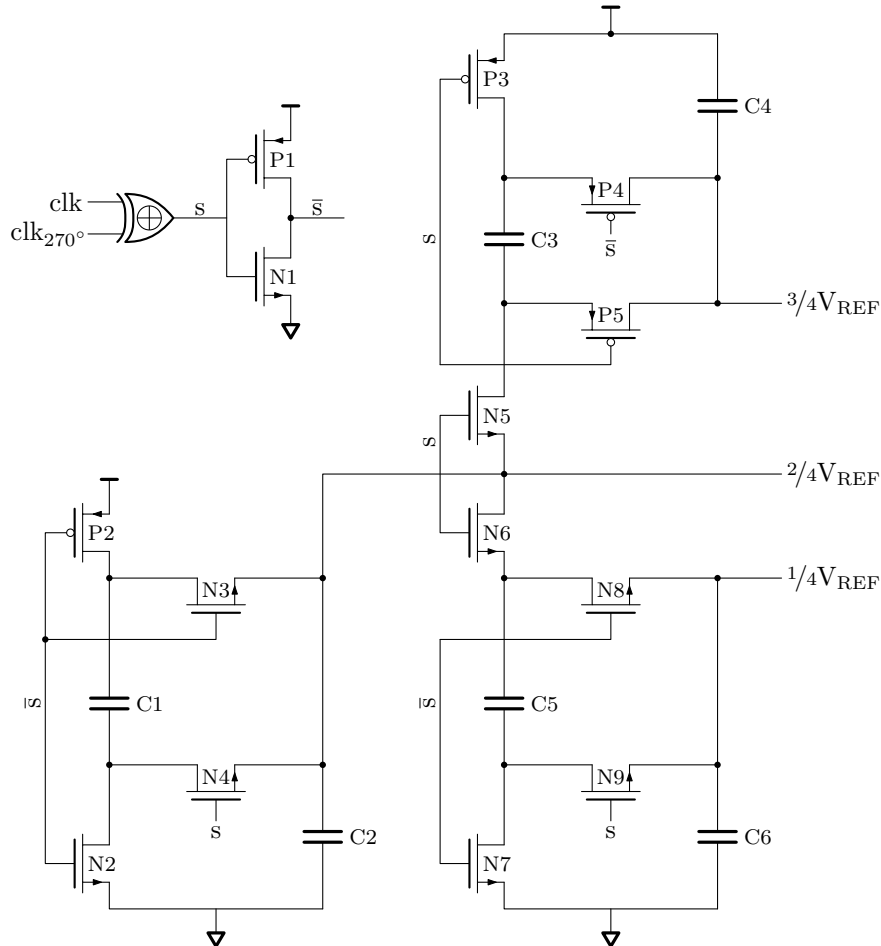 P3
C4
P1
clk
s
s̅
P4
clk270°
C3
s̅
s
N1
3/4VREF
P5
N5
s
2/4VREF
P2
N6
1/4VREF
N3
N8
s̅
C1
s̅
C5
N4
N9
s
s
C2
C6
N2
N7